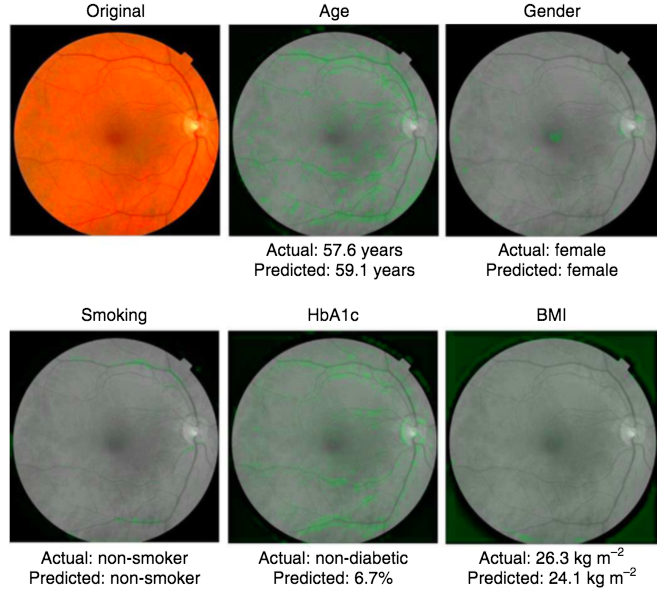 Original
Age
Gender
Actual: 57.6 years
Predicted: 59.1 years
Actual: female
Predicted: female
Smoking
HbA1c
BMI
Actual: non-smoker
Predicted: non-smoker
Actual: non-diabetic
Predicted: 6.7%
Actual: 26.3 kg m⁻²
Predicted: 24.1 kg m⁻²